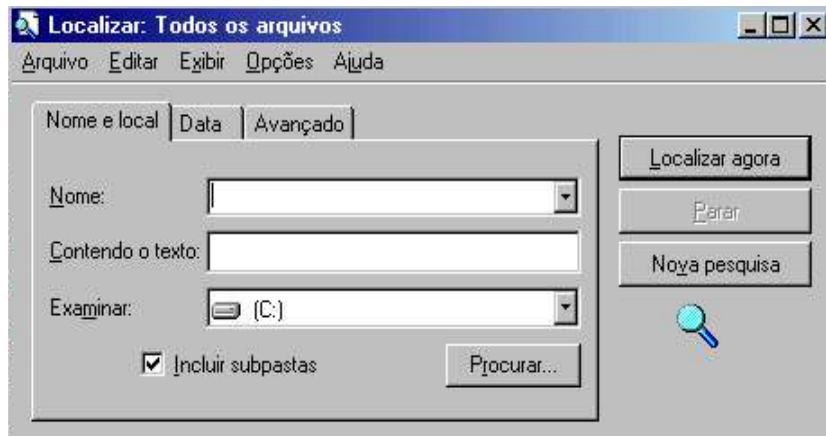 Localizar: Todos os arquivos
Arquivo Editar Exibir Opções Ajuda
Nome e local Data Avançado
Localizar agora
Nome:
Parar
Contendo o texto:
Nova pesquisa
Examinar: (C:)
Incluir subpastas Procurar...